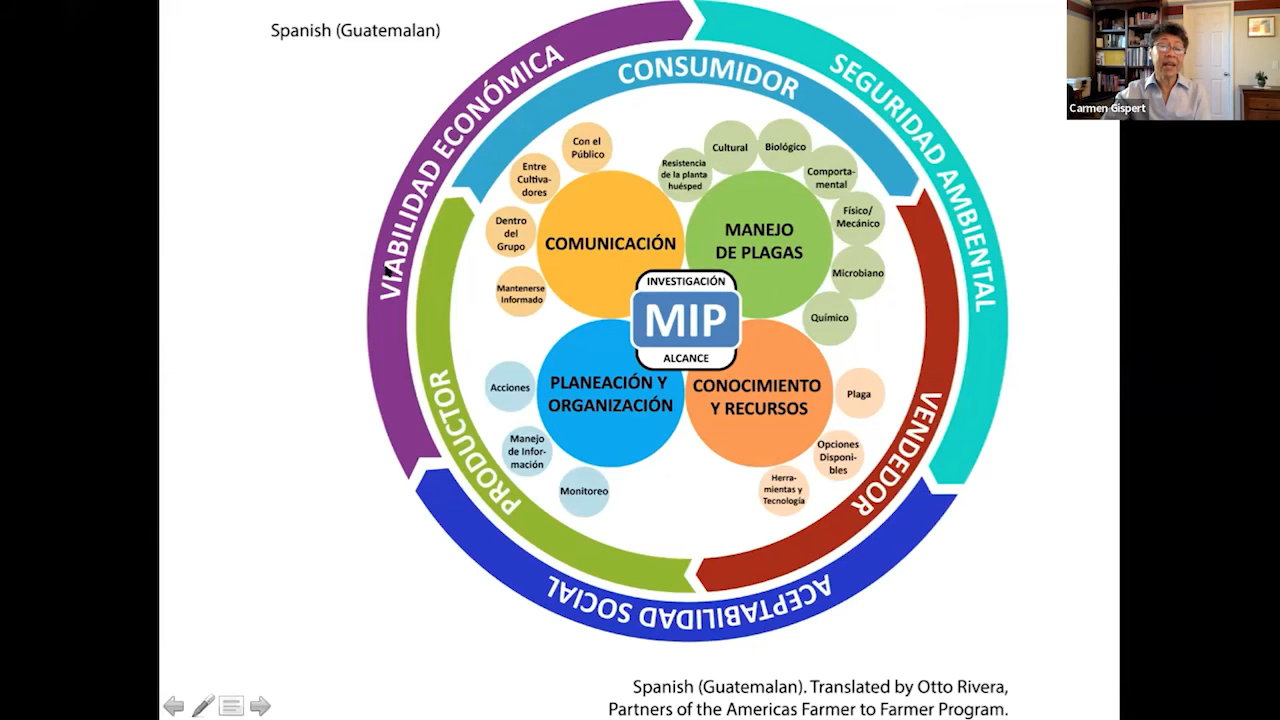 Spanish (Guatemalan)
Carmen Gispert
VIABILIDAD ECONÓMICA
SEGURIDAD AMBIENTAL
ACEPTABILIDAD SOCIAL
CONSUMIDOR
VENDEDOR
PRODUCTOR
Con el
Público
Entre
Cultiva-
dores
Dentro
del
Grupo
Mantenerse
Informado
COMUNICACIÓN
Resistencia
de la planta
huésped
Cultural
Biológico
Comporta-
mental
Físico/
Mecánico
Microbiano
Químico
MANEJO
DE PLAGAS
INVESTIGACIÓN
MIP
ALCANCE
Acciones
Manejo
de Infor-
mación
Monitoreo
PLANEACIÓN Y
ORGANIZACIÓN
CONOCIMIENTO
Y RECURSOS
Plaga
Opciones
Disponi-
bles
Herra-
mientas y
Tecnología
Spanish (Guatemalan). Translated by Otto Rivera,
Partners of the Americas Farmer to Farmer Program.